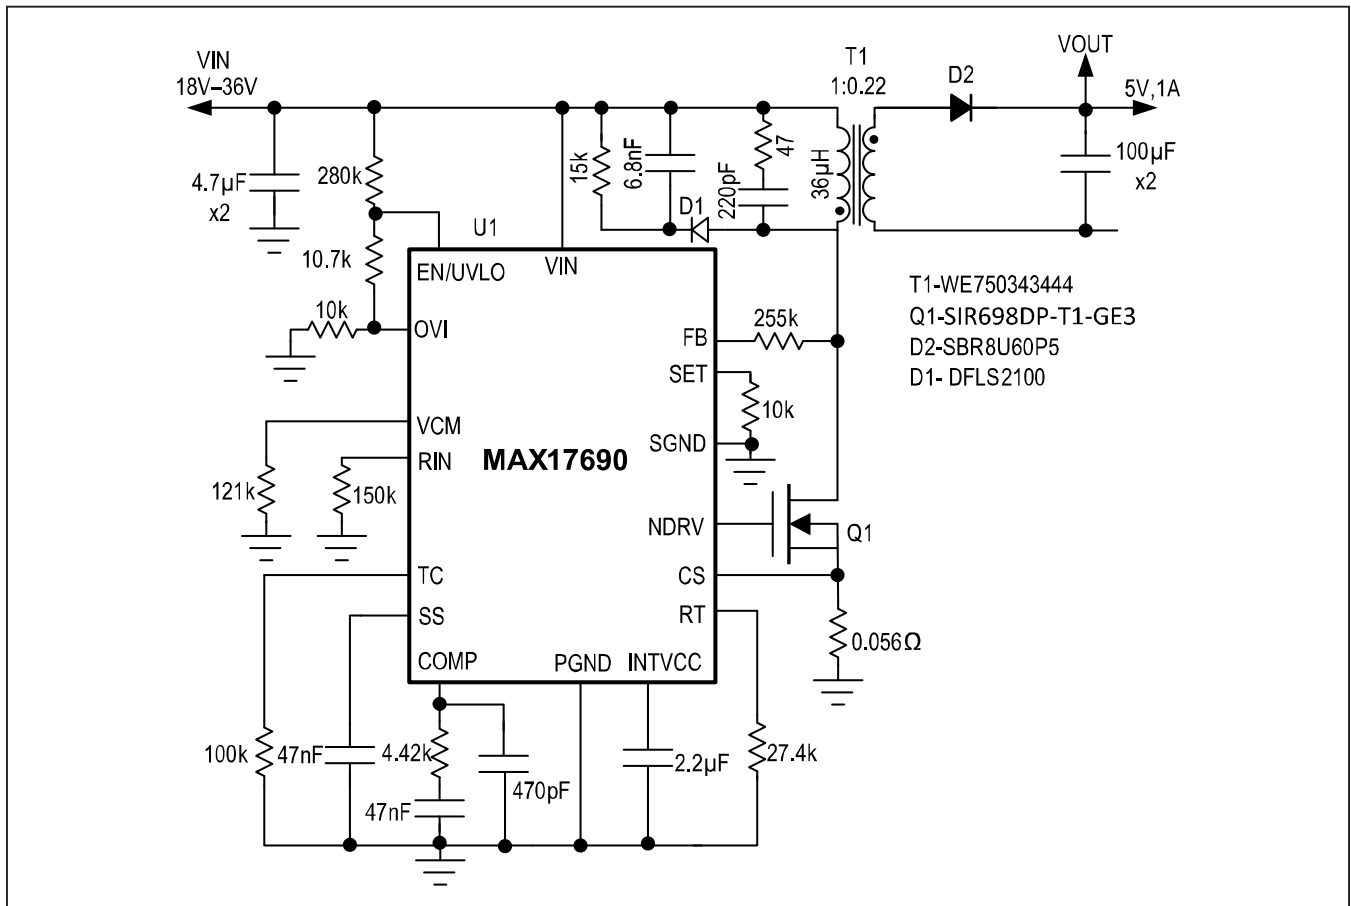 VIN
18V–36V
T1
1:0.22
D2
VOUT
5V,1A
4.7µF
x2
280k
15k
6.8nF
47
220pF
36µH
100µF
x2
D1
U1
10.7k
10k
EN/UVLO
VIN
OVI
FB
255k
SET
10k
SGND
T1-WE750343444
Q1-SIR698DP-T1-GE3
D2-SBR8U60P5
D1- DFLS2100
VCM
RIN
MAX17690
121k
150k
NDRV
Q1
TC
CS
SS
RT
COMP
PGND
INTVCC
0.056Ω
100k
47nF
4.42k
470pF
47nF
2.2µF
27.4k